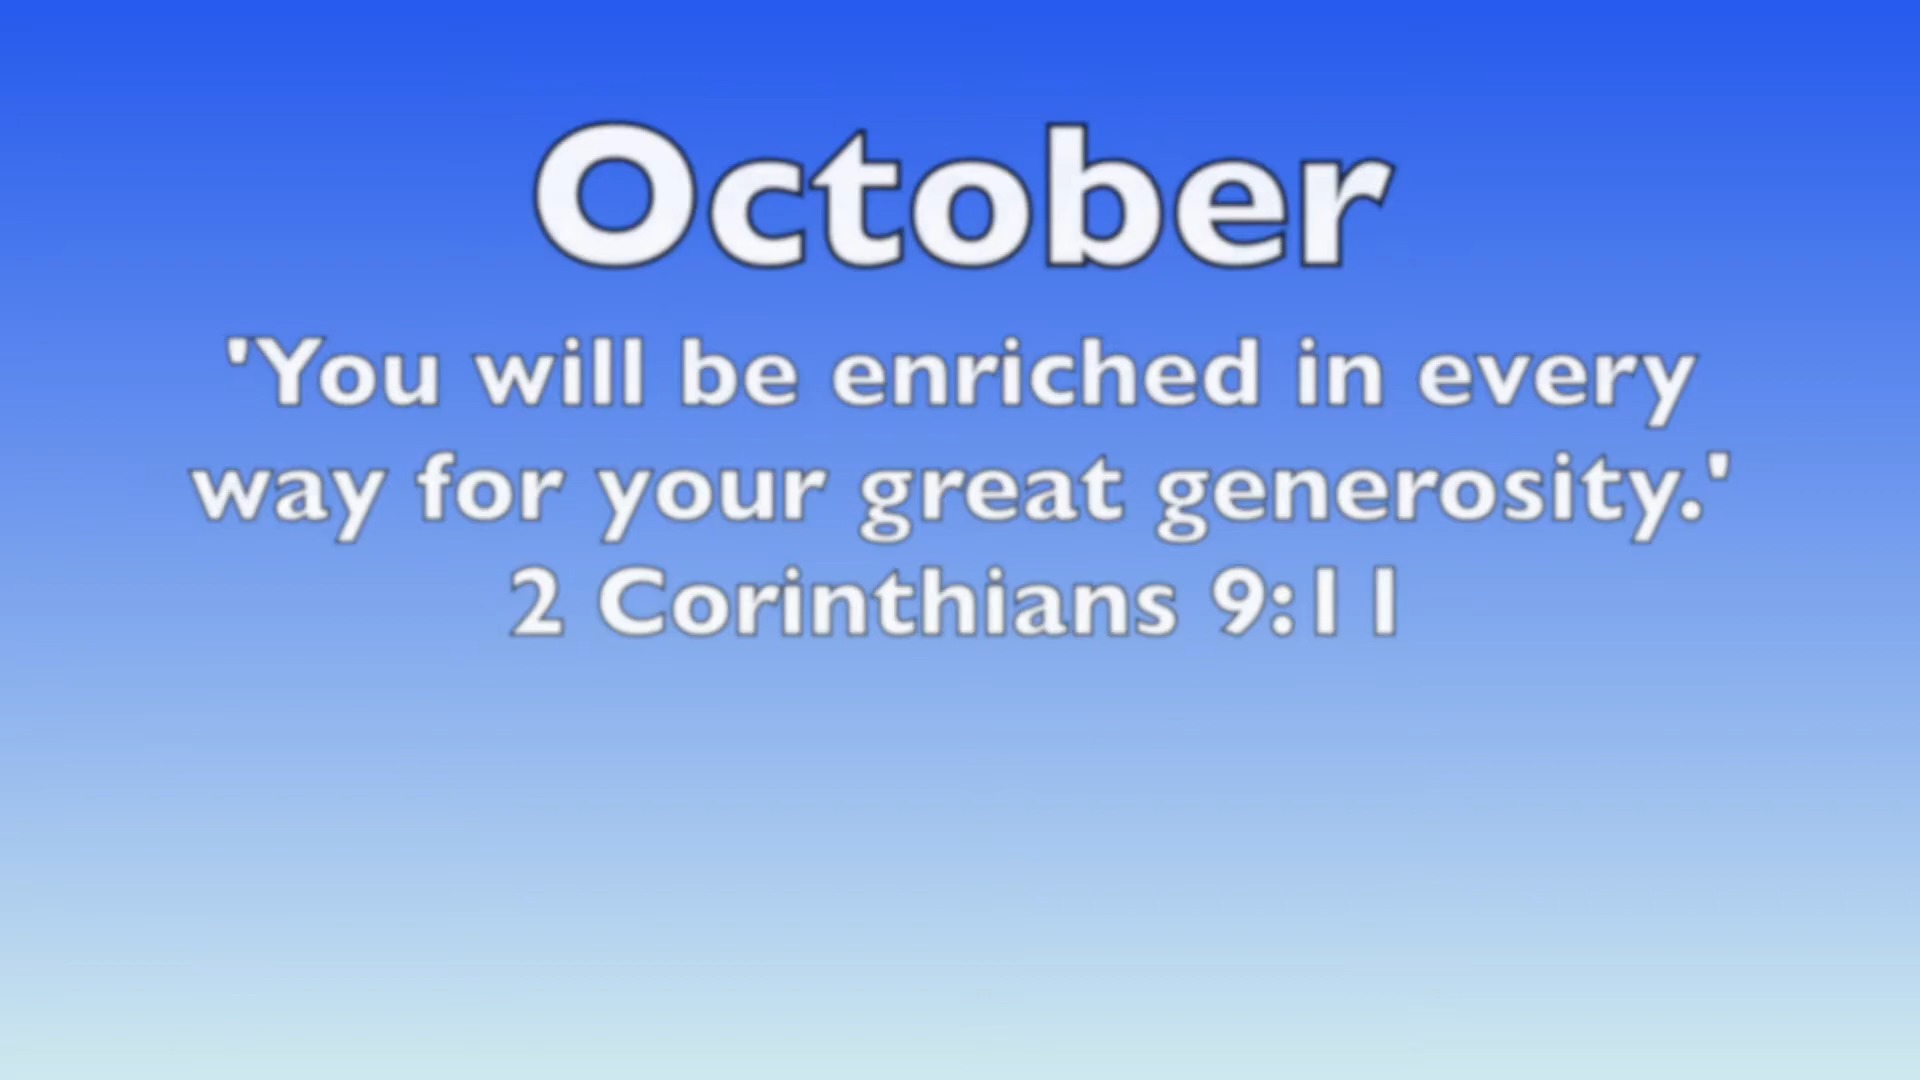 October
'You will be enriched in every
way for your great generosity.'
2 Corinthians 9:11